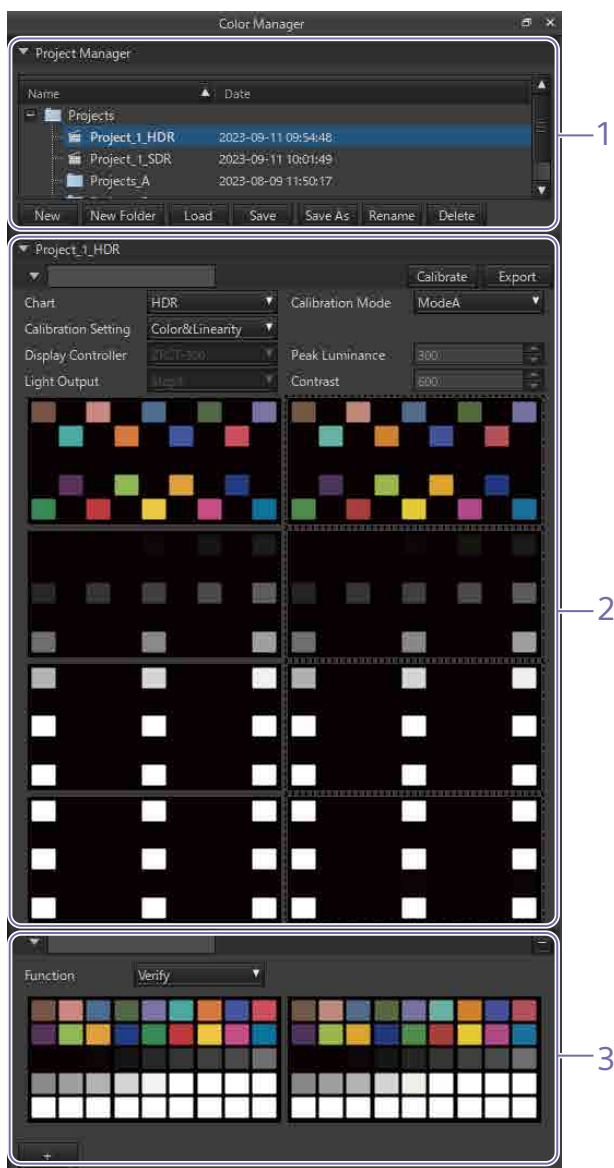 Color Manager
Project Manager
Name Date
Projects
Project_1_HDR 2023-09-11 09:54:48
Project_1_SDR 2023-09-11 10:01:49
Projects_A 2023-08-09 11:50:17
New New Folder Load Save Save As Rename Delete
1
Project_1_HDR
Calibrate Export
Chart HDR Calibration Mode ModeA
Calibration Setting Color&Linearity
Display Controller ZRCT-300 Peak Luminance 300
Light Output Contrast 600
2
Function Verify
3
+